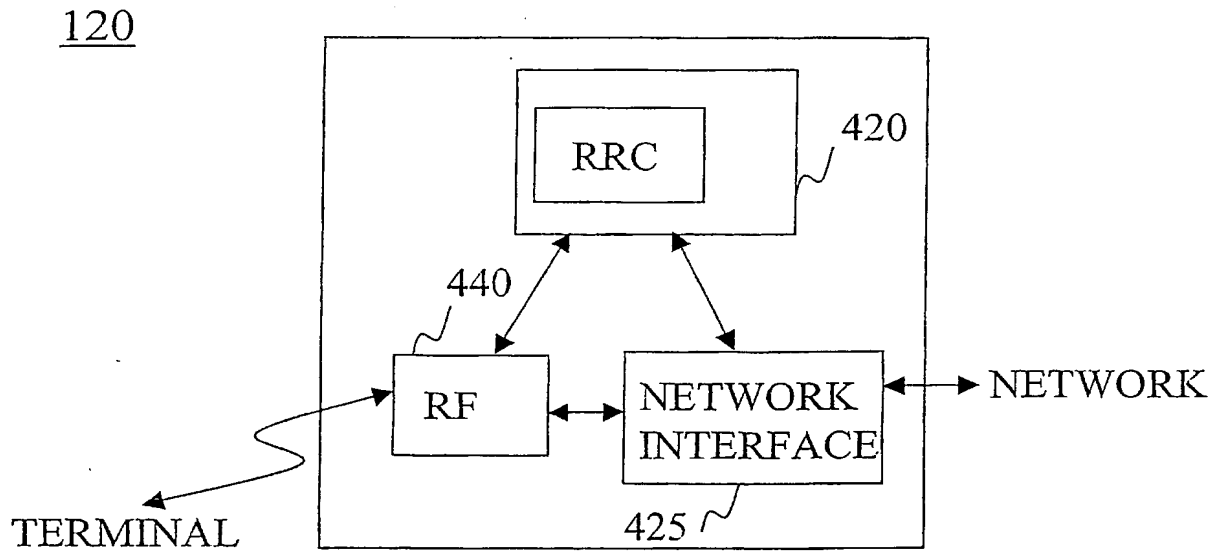 120
RRC
420
440
RF
NETWORK
INTERFACE
NETWORK
TERMINAL
425